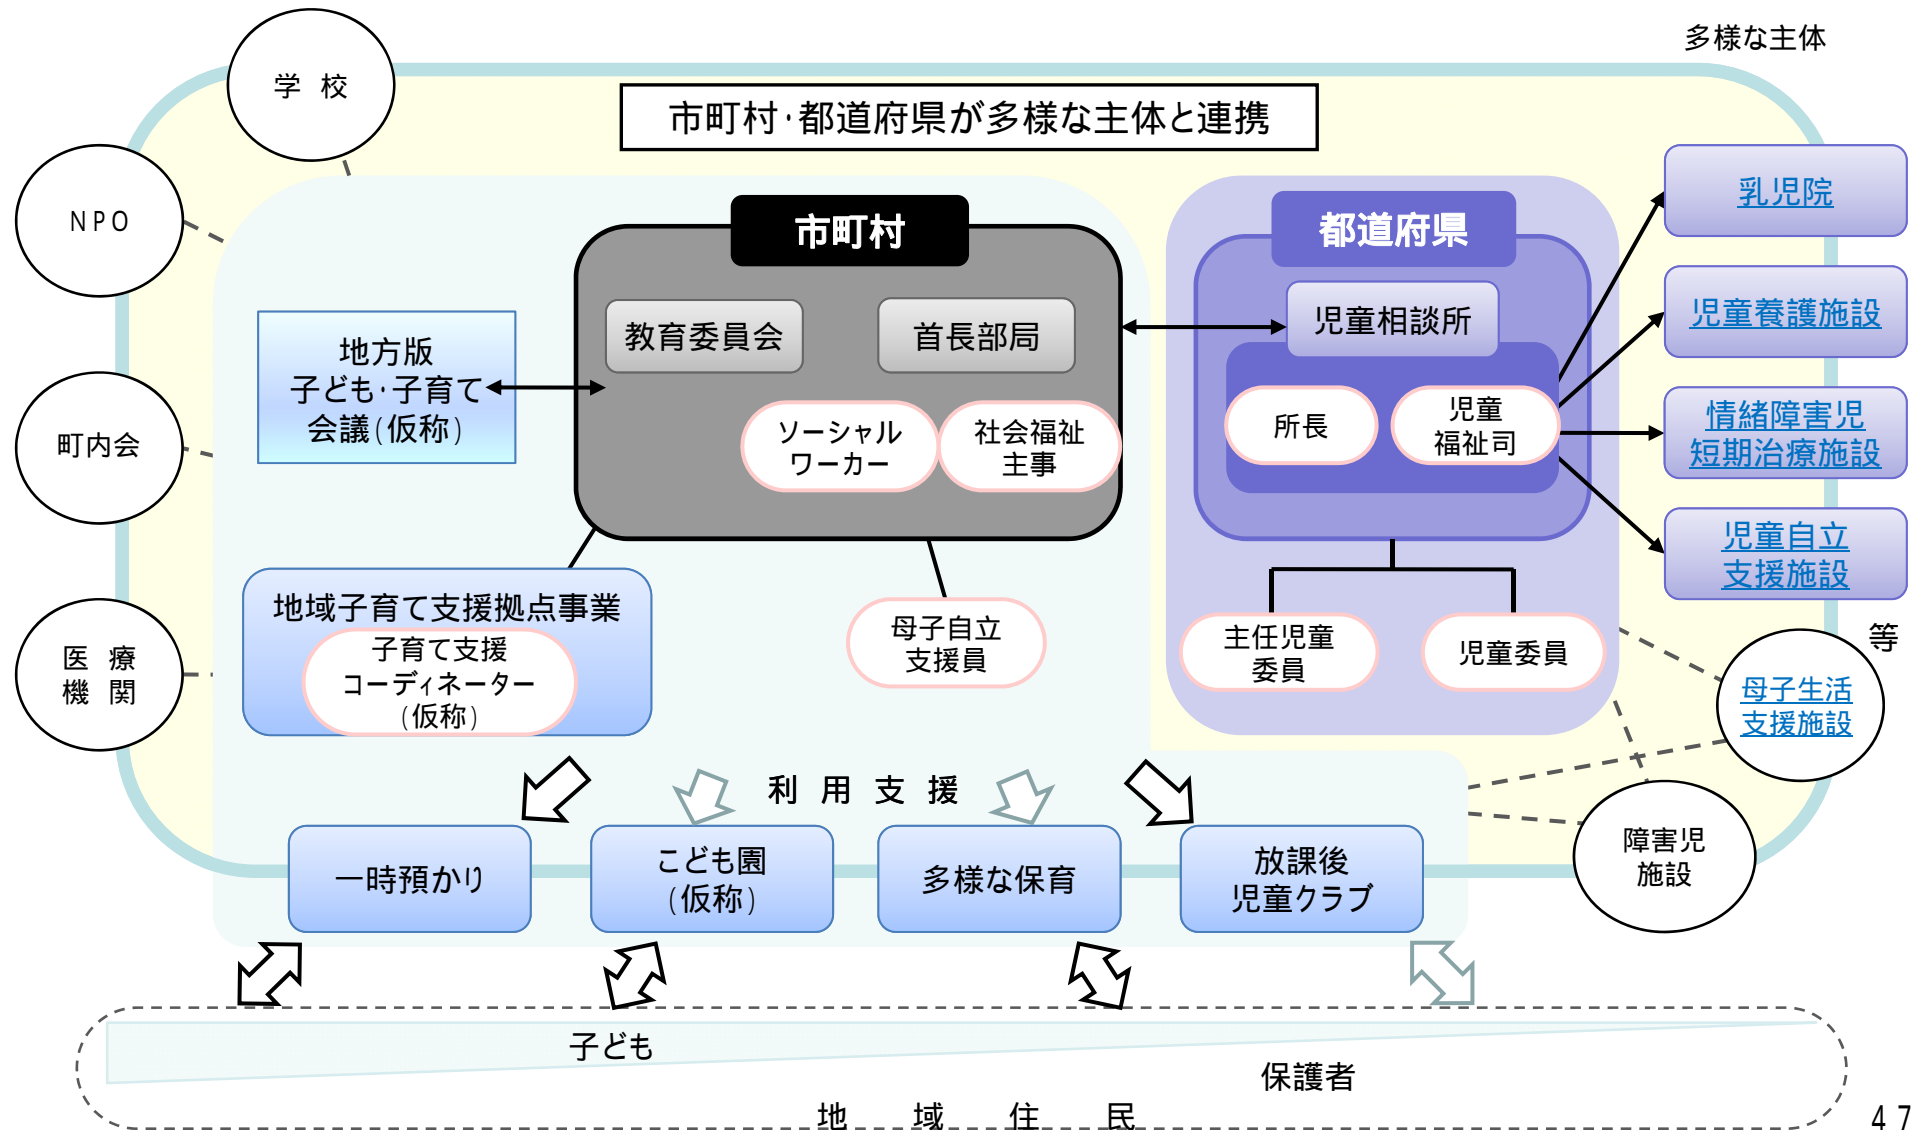 多様な主体
学校
市町村・都道府県が多様な主体と連携
NPO
町内会
医療
機関
市町村
教育委員会
首長部局
ソーシャル
ワーカー
社会福祉
主事
地方版
子ども・子育て
会議(仮称)
地域子育て支援拠点事業
子育て支援
コーディネーター
(仮称)
母子自立
支援員
都道府県
児童相談所
所長
児童
福祉司
主任児童
委員
児童委員
乳児院
児童養護施設
情緒障害児
短期治療施設
児童自立
支援施設
等
母子生活
支援施設
障害児
施設
利用支援
一時預かり
こども園
(仮称)
多様な保育
放課後
児童クラブ
子ども
保護者
地域住民
47